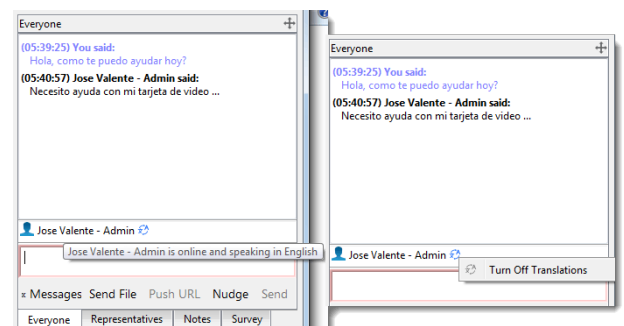 Everyone
(05:39:25) You said:
Hola, como te puedo ayudar hoy?
(05:40:57) Jose Valente - Admin said:
Necesito ayuda con mi tarjeta de video ...
Jose Valente - Admin
Jose Valente - Admin is online and speaking in English
Messages Send File Push URL Nudge Send
Everyone Representatives Notes Survey
Everyone
(05:39:25) You said:
Hola, como te puedo ayudar hoy?
(05:40:57) Jose Valente - Admin said:
Necesito ayuda con mi tarjeta de video ...
Jose Valente - Admin
Turn Off Translations